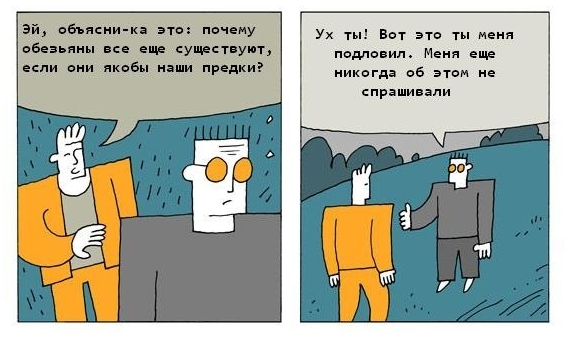 Эй, объясни-ка это: почему
обезьяны все еще существуют,
если они якобы наши предки?
Ух ты! Вот это ты меня
подловил. Меня еще
никогда об этом не
спрашивали